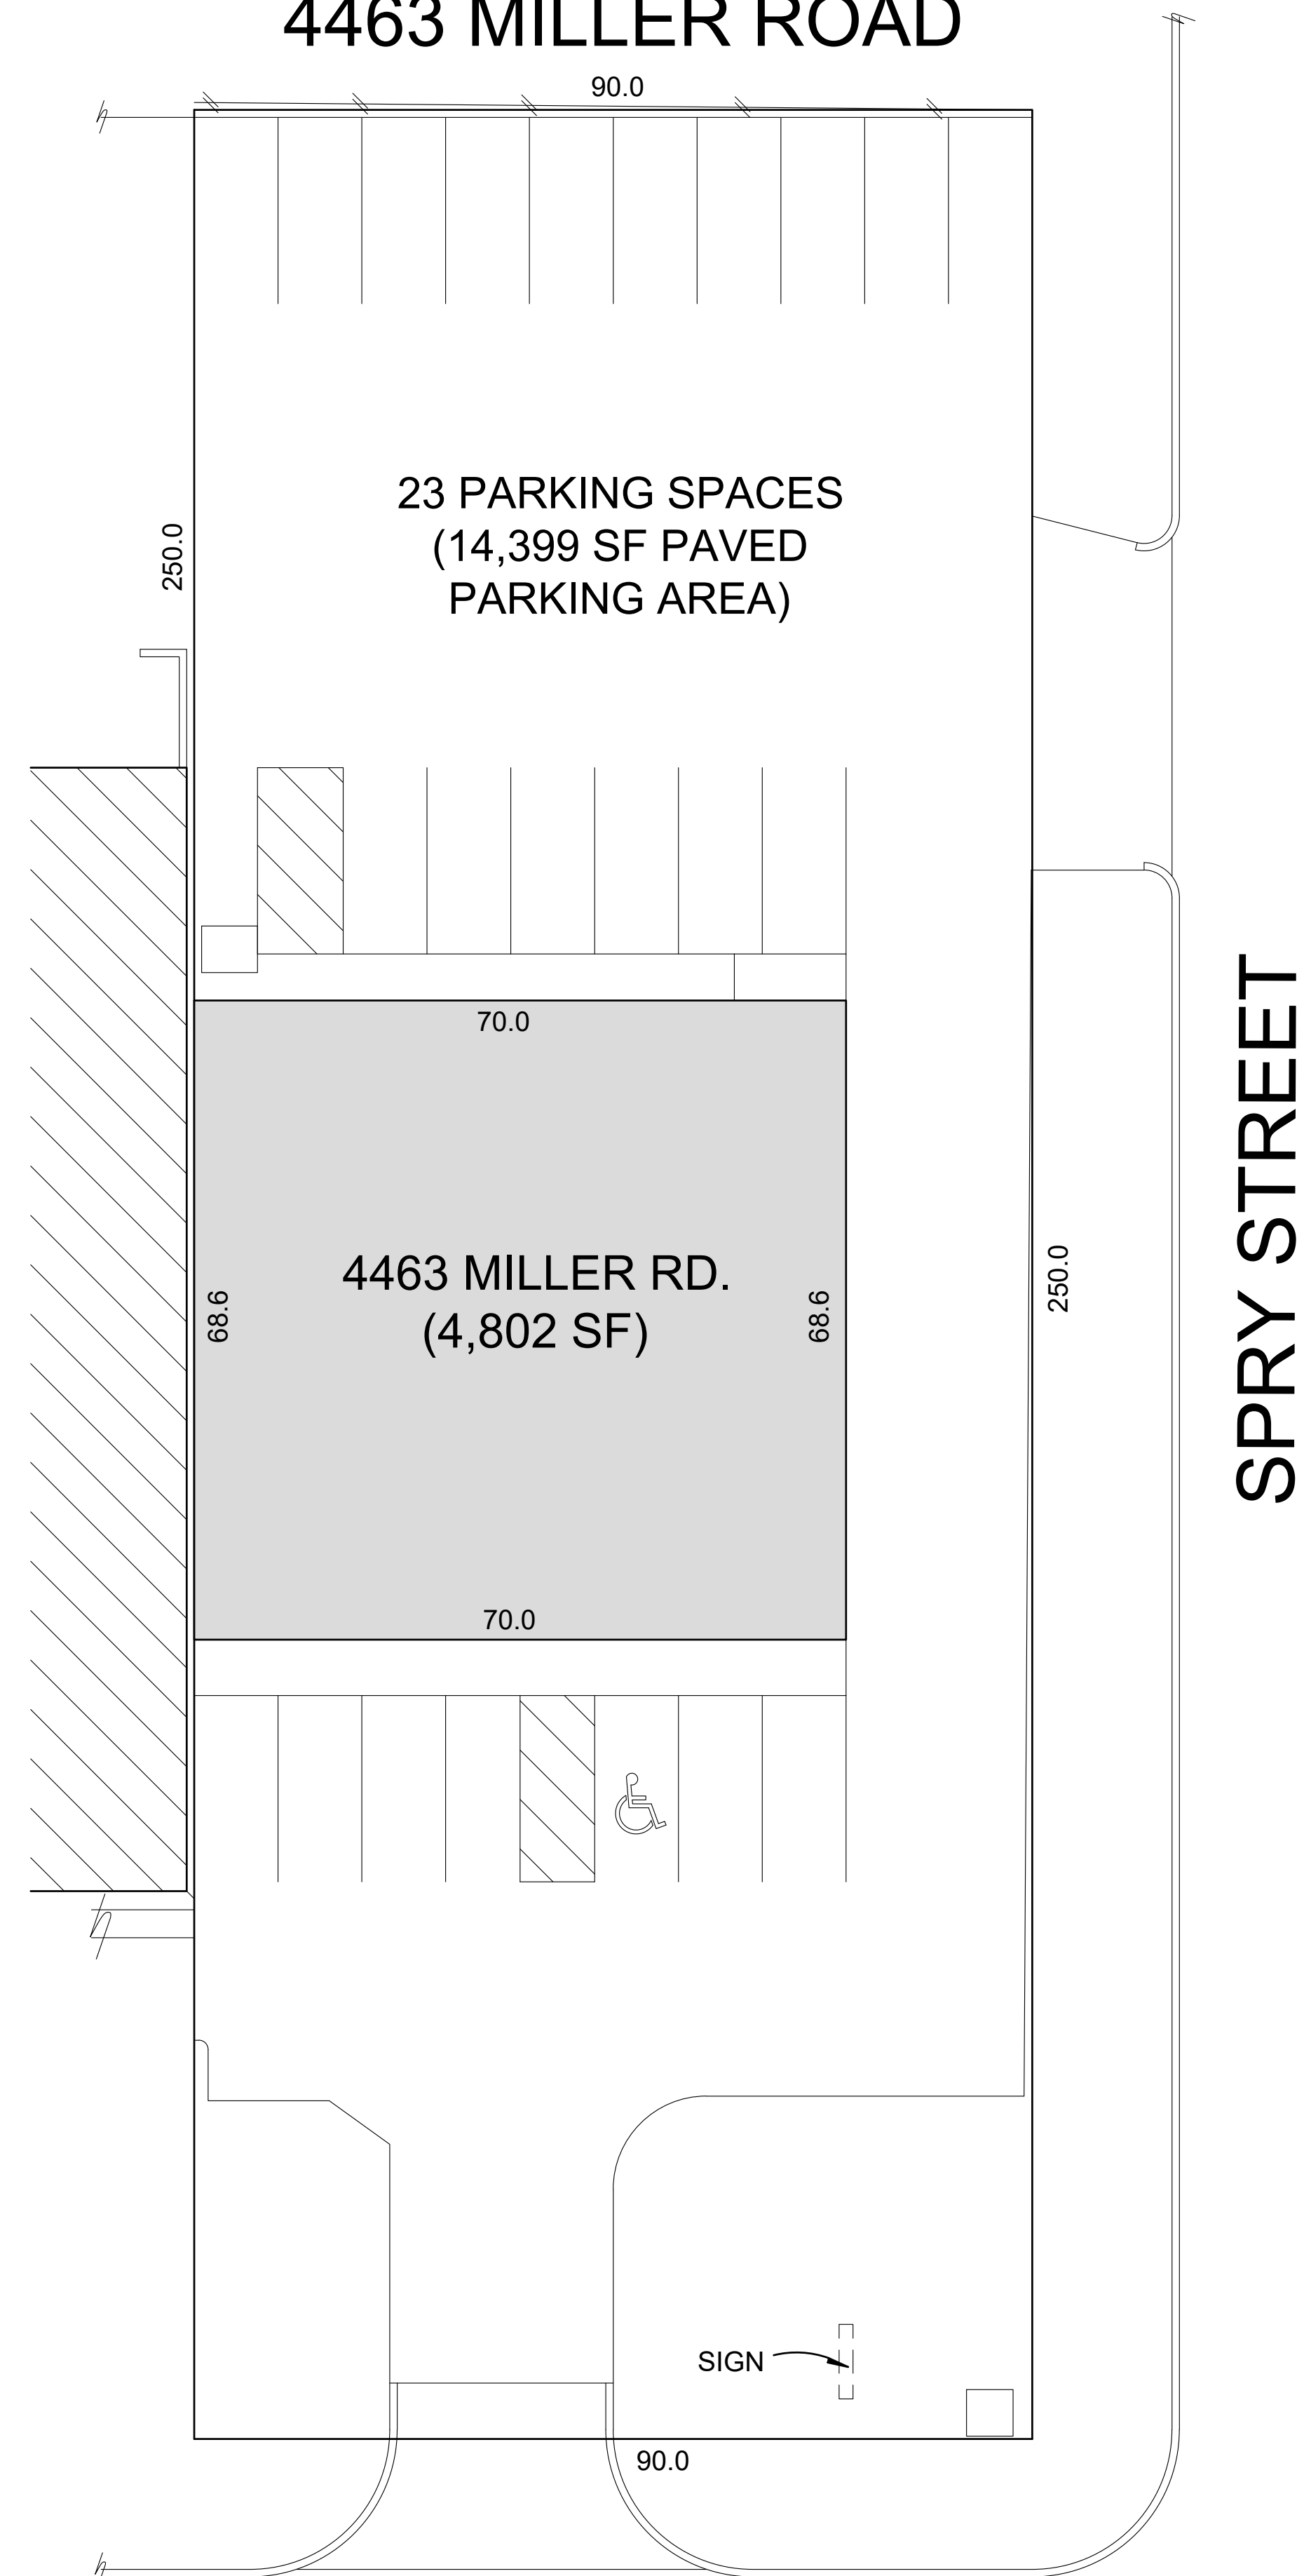 4463 MILLER ROAD
90.0
23 PARKING SPACES
(14,399 SF PAVED
PARKING AREA)
250.0
70.0
4463 MILLER RD.
(4,802 SF)
68.6
68.6
250.0
SPRY STREET
70.0
SIGN
90.0